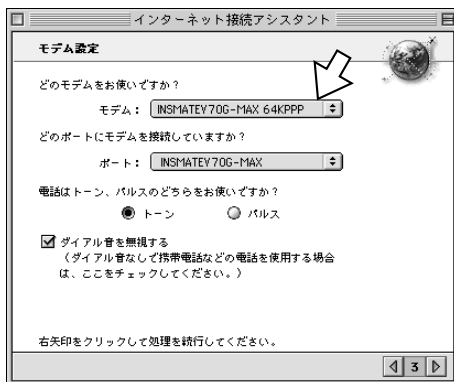 インターネット接続アシスタント
モデム設定
どのモデムをお使いですか？
モデム： INSMATEV70G-MAX 64KPPP
どのポートにモデムを接続していますか？
ポート： INSMATEV70G-MAX
電話はトーン、パルスのどちらをお使いですか？
トーン パルス
ダイアル音を無視する
（ダイアル音なしで携帯電話などの電話を使用する場合
は、ここをチェックしてください。）
右矢印をクリックして処理を続行してください。
3